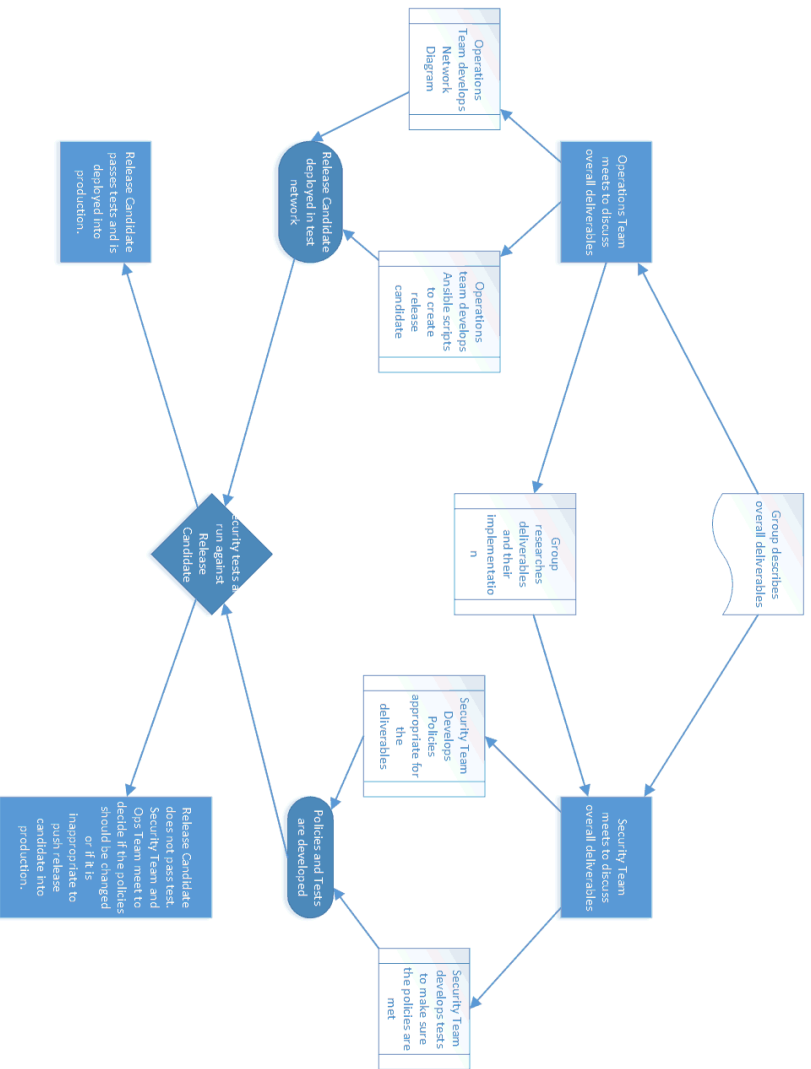 Group describes
overall deliverables
Operations Team
meets to discuss
overall deliverables
Security Team
meets to discuss
overall deliverables
Group
researches
deliverables
and their
implementatio
n
Operations
Team develops
Network
Diagram
Operations
team develops
Ansible scripts
to create
release
candidate
Security Team
Develops
Policies
appropriate for
the
deliverables
Security Team
develops tests
to make sure
the policies are
met
Release Candidate
deployed in test
network
Policies and Tests
are developed
ecurity tests a
run against
Release
Candidate
Release Candidate
passes tests and is
deployed into
production.
Release Candidate
does not pass test.
Security Team and
Ops Team meet to
decide if the policies
should be changed
or if it is
inappropriate to
push release
candidate into
production.